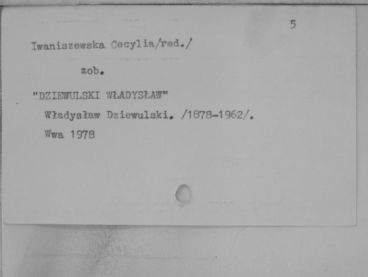 5
Iwaniszewska Cecylia/red./
zob.
"DZIEWULSKI WŁADYSŁAW"
Władysław Dziewulski. /1878-1962/.
Wwa 1978